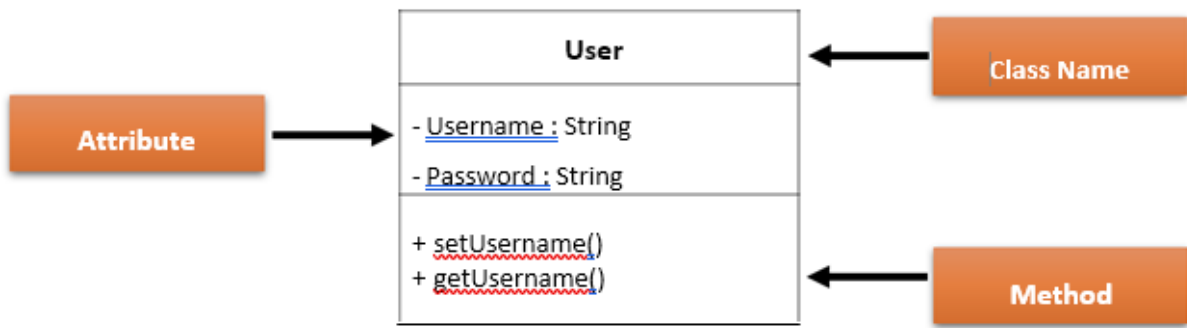 User
Class Name
Attribute
- Username : String
- Password : String
+ setUsername()
+ getUsername()
Method